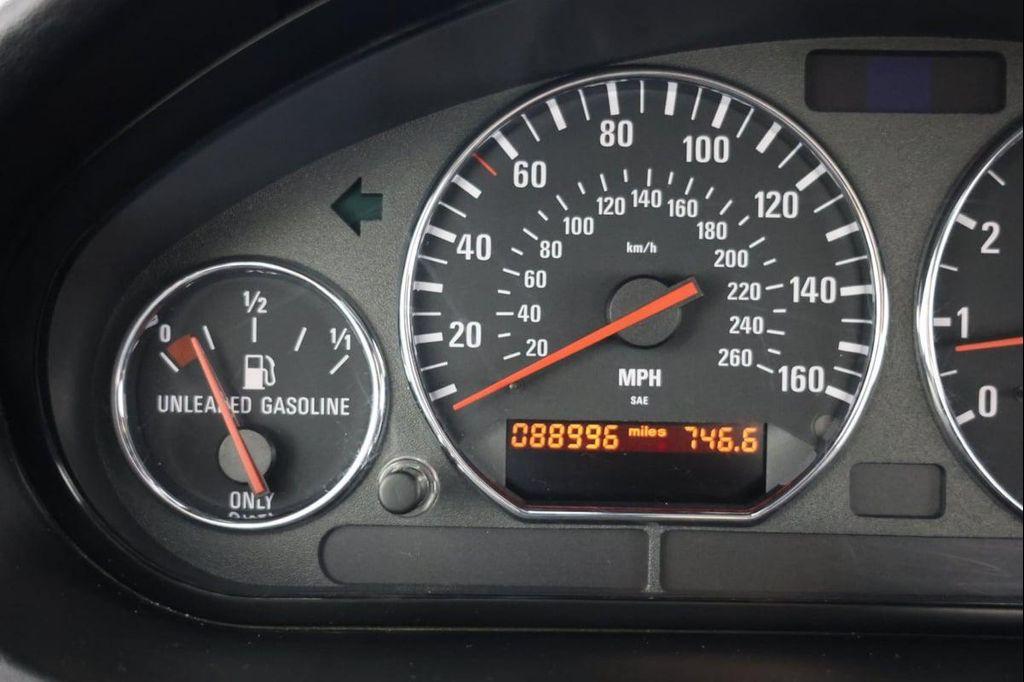 0 1/2 1/1
UNLEADED GASOLINE
ONLY
20 40 60 80 100 120 140 160
20 40 60 80 100 120 140 160 180 200 220 240 260
km/h
MPH
SAE
088996 miles 746.6
2
1
0